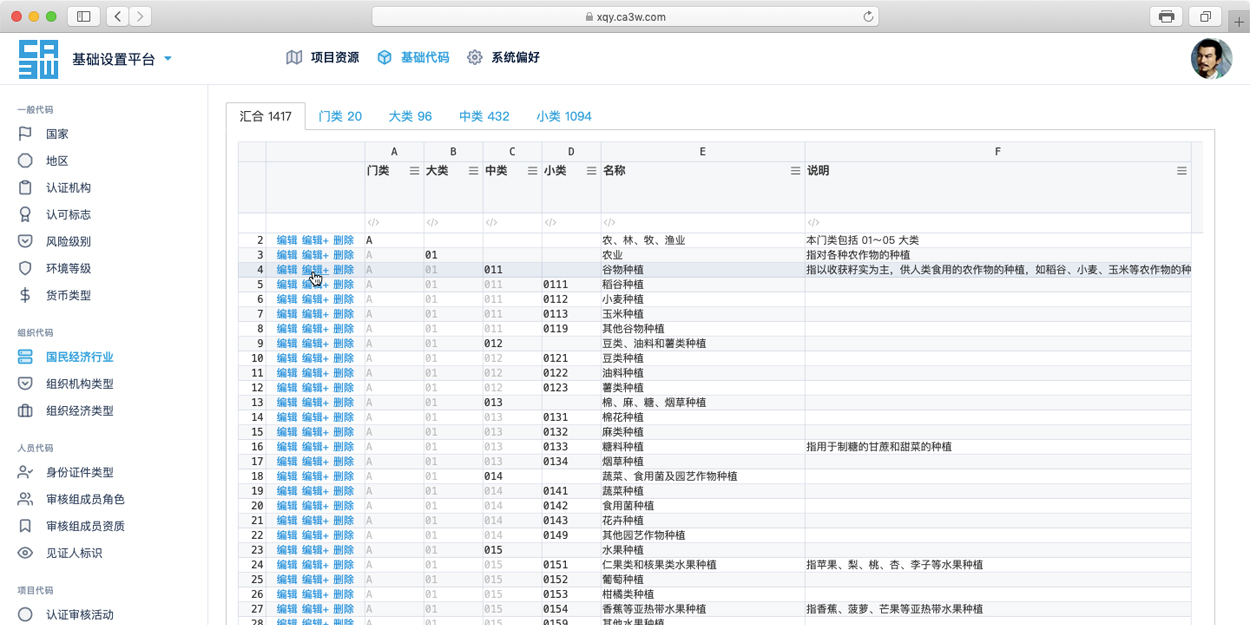 xqy.ca3w.com
CA3W
基础设置平台
项目资源
基础代码
系统偏好
一般代码
国家
地区
认证机构
认可标志
风险级别
环境等级
货币类型
组织代码
国民经济行业
组织机构类型
组织经济类型
人员代码
身份证件类型
审核组成员角色
审核组成员资质
见证人标识
项目代码
认证审核活动
汇合 1417 门类 20 大类 96 中类 432 小类 1094
A B C D E F
门类 大类 中类 小类 名称 说明
</> </> </> </> </> </>
2 编辑 编辑+ 删除 A 农、林、牧、渔业 本门类包括 01～05 大类
3 编辑 编辑+ 删除 A 01 农业 指对各种农作物的种植
4 编辑 编辑+ 删除 A 01 011 谷物种植 指以收获籽实为主，供人类食用的农作物的种植，如稻谷、小麦、玉米等农作物的种
5 编辑 编辑+ 删除 A 01 011 0111 稻谷种植
6 编辑 编辑+ 删除 A 01 011 0112 小麦种植
7 编辑 编辑+ 删除 A 01 011 0113 玉米种植
8 编辑 编辑+ 删除 A 01 011 0119 其他谷物种植
9 编辑 编辑+ 删除 A 01 012 豆类、油料和薯类种植
10 编辑 编辑+ 删除 A 01 012 0121 豆类种植
11 编辑 编辑+ 删除 A 01 012 0122 油料种植
12 编辑 编辑+ 删除 A 01 012 0123 薯类种植
13 编辑 编辑+ 删除 A 01 013 棉、麻、糖、烟草种植
14 编辑 编辑+ 删除 A 01 013 0131 棉花种植
15 编辑 编辑+ 删除 A 01 013 0132 麻类种植
16 编辑 编辑+ 删除 A 01 013 0133 糖料种植 指用于制糖的甘蔗和甜菜的种植
17 编辑 编辑+ 删除 A 01 013 0134 烟草种植
18 编辑 编辑+ 删除 A 01 014 蔬菜、食用菌及园艺作物种植
19 编辑 编辑+ 删除 A 01 014 0141 蔬菜种植
20 编辑 编辑+ 删除 A 01 014 0142 食用菌种植
21 编辑 编辑+ 删除 A 01 014 0143 花卉种植
22 编辑 编辑+ 删除 A 01 014 0149 其他园艺作物种植
23 编辑 编辑+ 删除 A 01 015 水果种植
24 编辑 编辑+ 删除 A 01 015 0151 仁果类和核果类水果种植 指苹果、梨、桃、杏、李子等水果种植
25 编辑 编辑+ 删除 A 01 015 0152 葡萄种植
26 编辑 编辑+ 删除 A 01 015 0153 柑橘类种植
27 编辑 编辑+ 删除 A 01 015 0154 香蕉等亚热带水果种植 指香蕉、菠萝、芒果等亚热带水果种植
28 编辑 编辑+ 删除 A 01 015 0159 其他水果种植